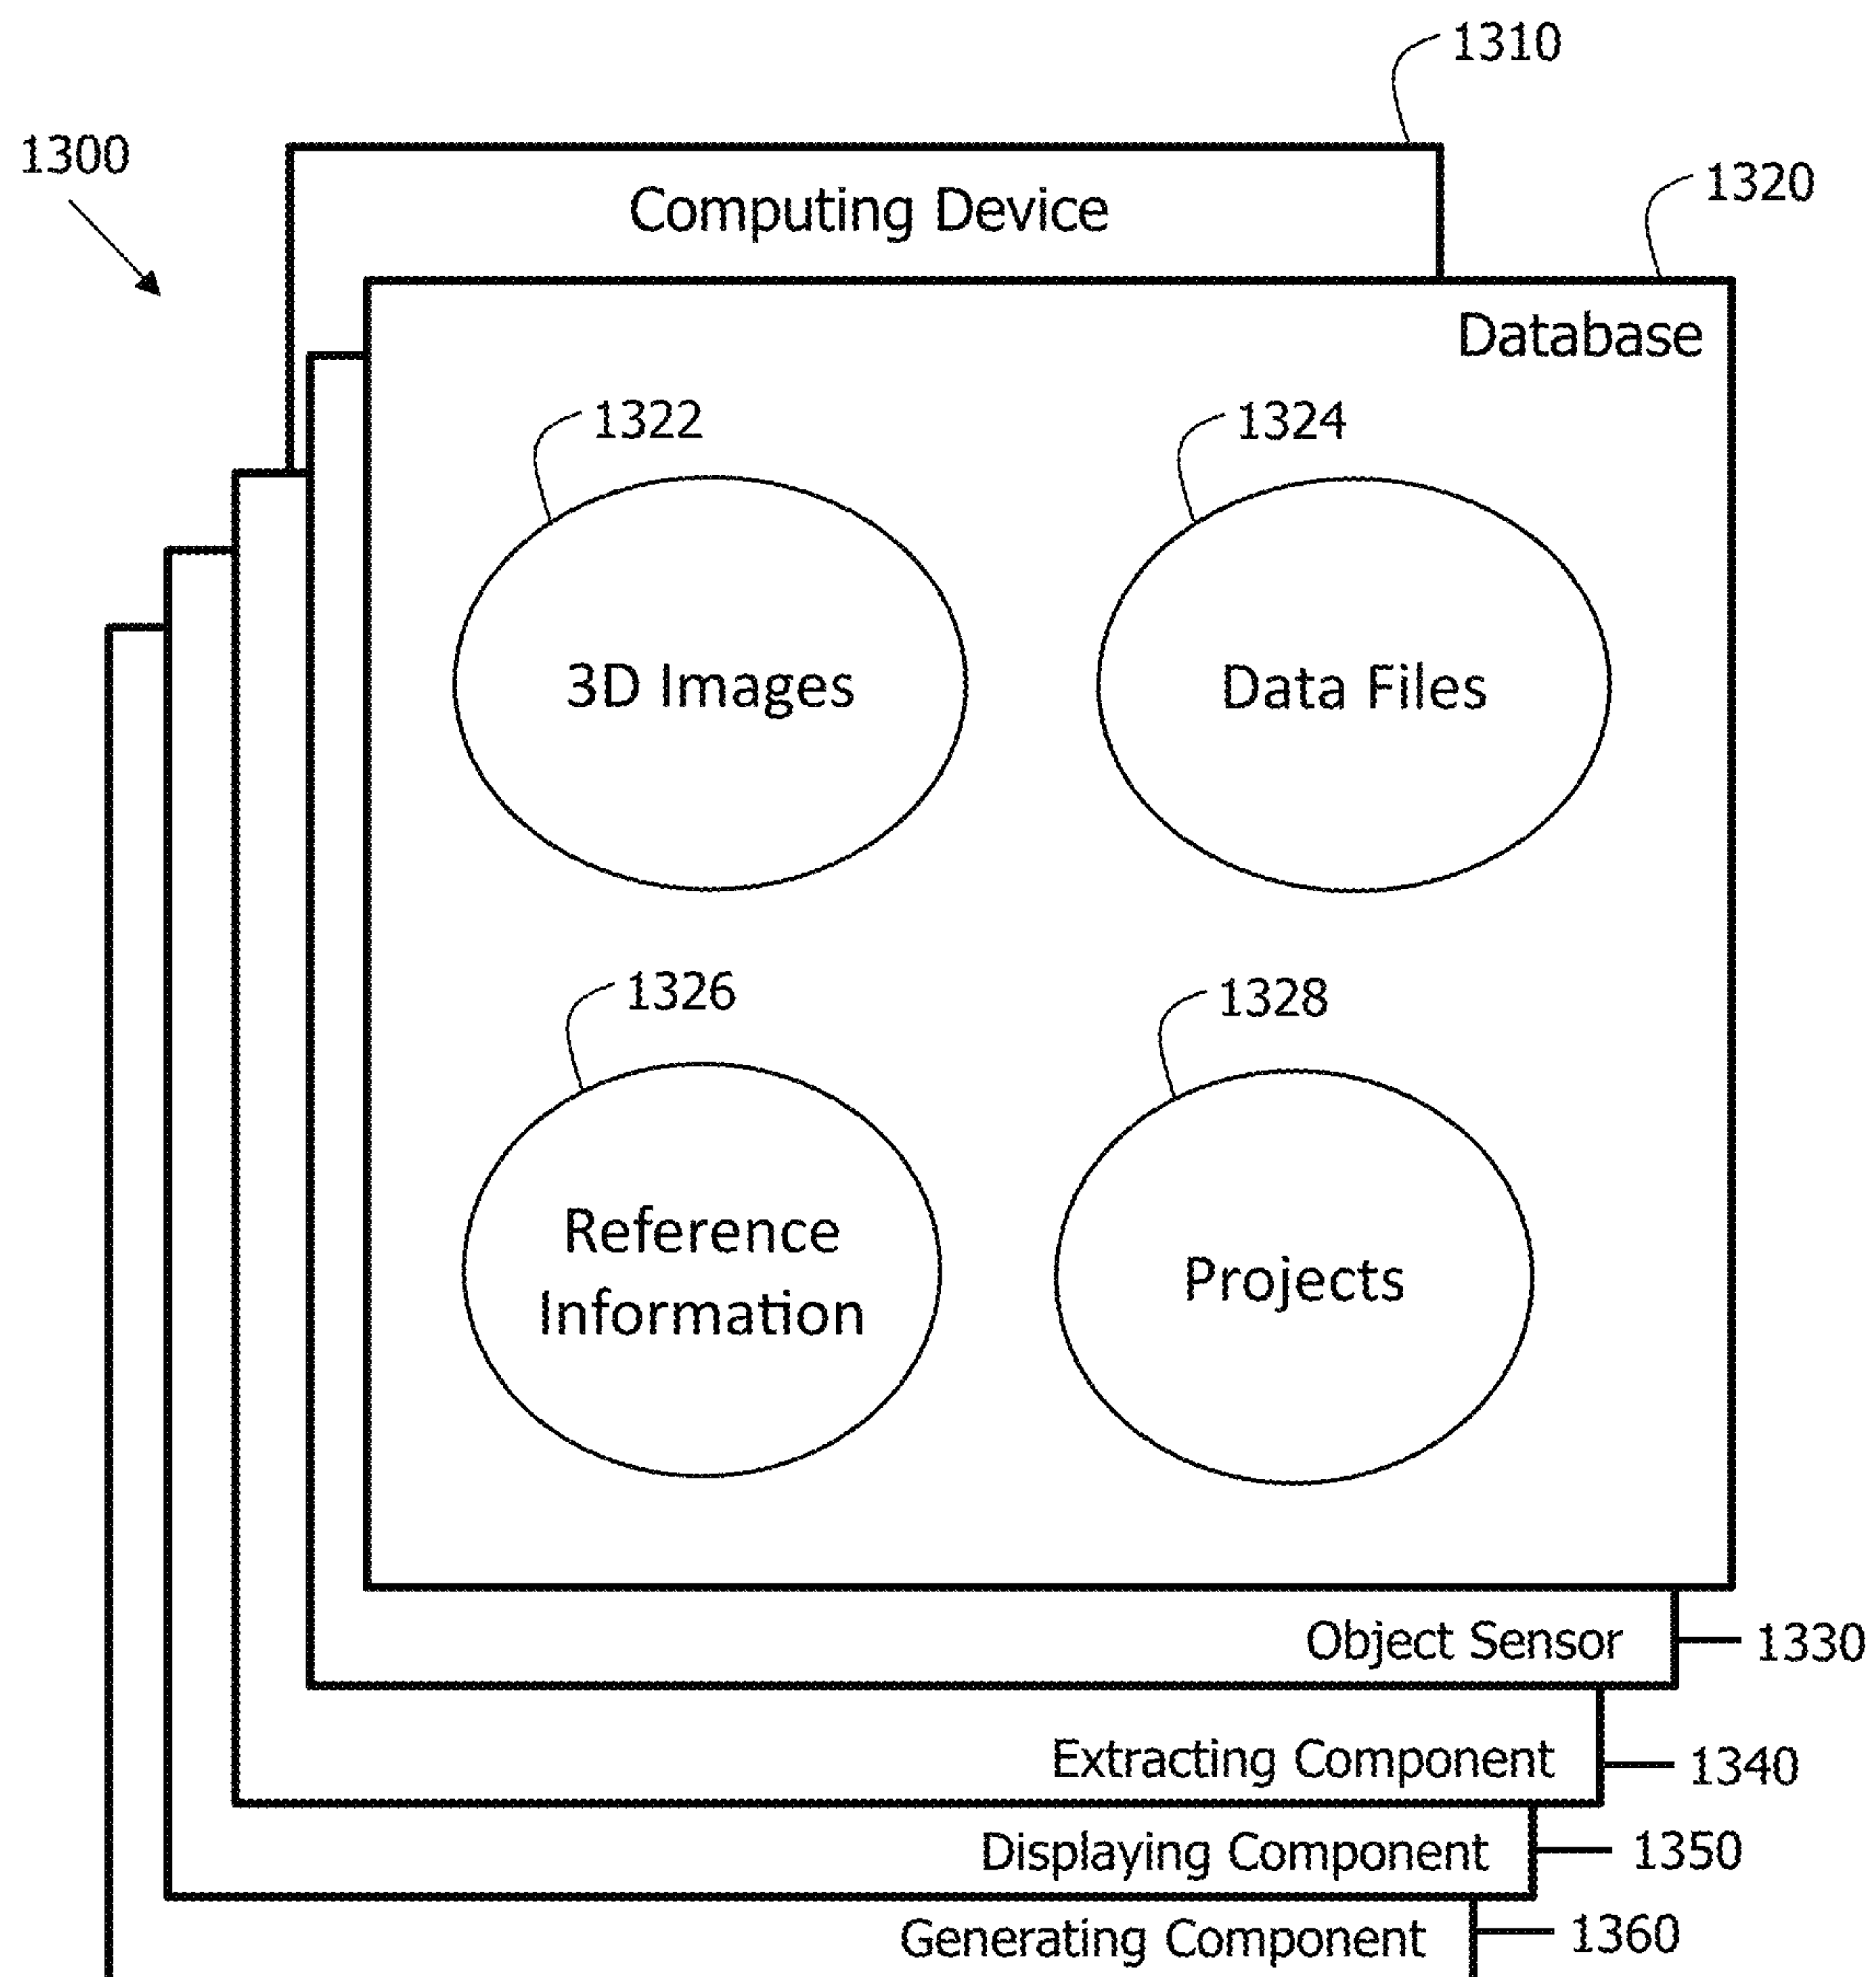 1310
1300
Computing Device
1320
Database
1322
1324
3D Images
Data Files
1326
1328
Reference
Information
Projects
Object Sensor
1330
Extracting Component
1340
Displaying Component
1350
Generating Component
1360